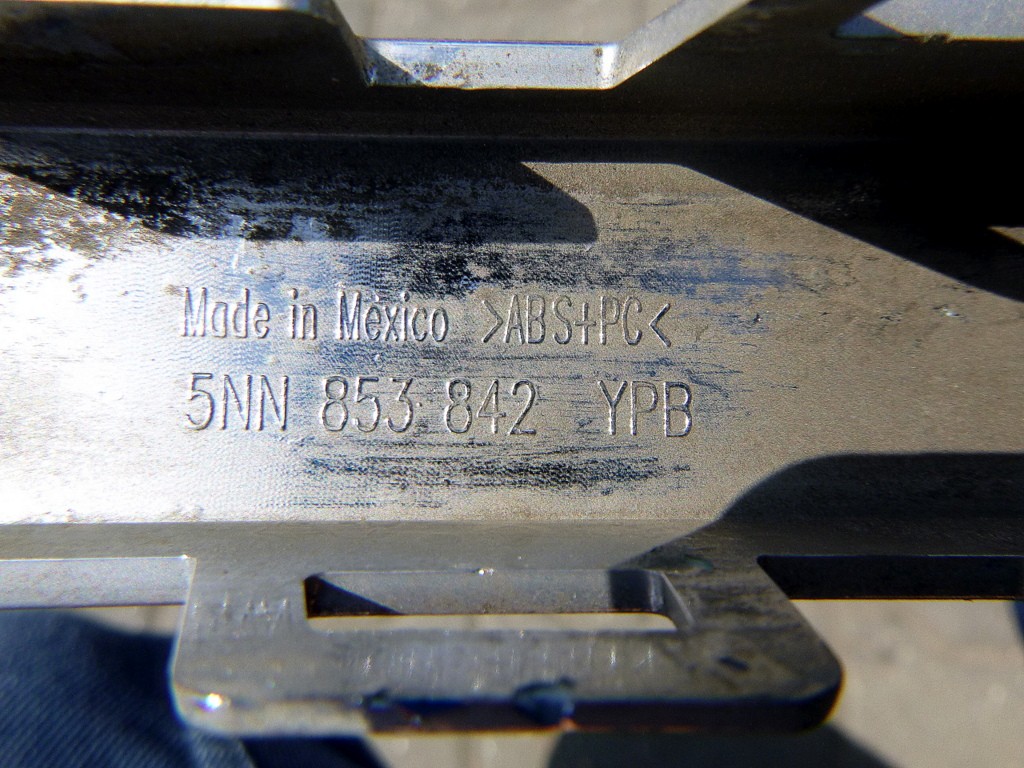 Made in México >ABS+PC<
5NN 853 842 YPB